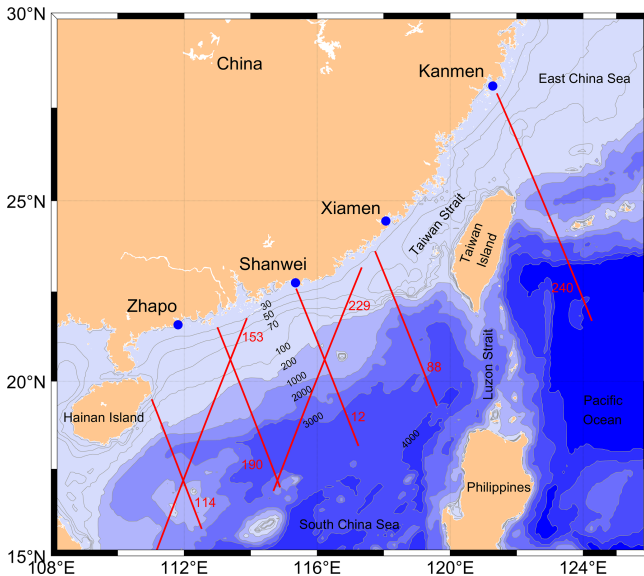 30°N
China
Kanmen
East China Sea
25°N
Xiamen
Taiwan Strait
Taiwan
Island
Shanwei
Zhapo
30
50
70
229
240
153
100
200
1000
2000
3000
88
Luzon Strait
20°N
Hainan Island
12
4000
Pacific
Ocean
190
114
Philippines
South China Sea
15°N
108°E
112°E
116°E
120°E
124°E